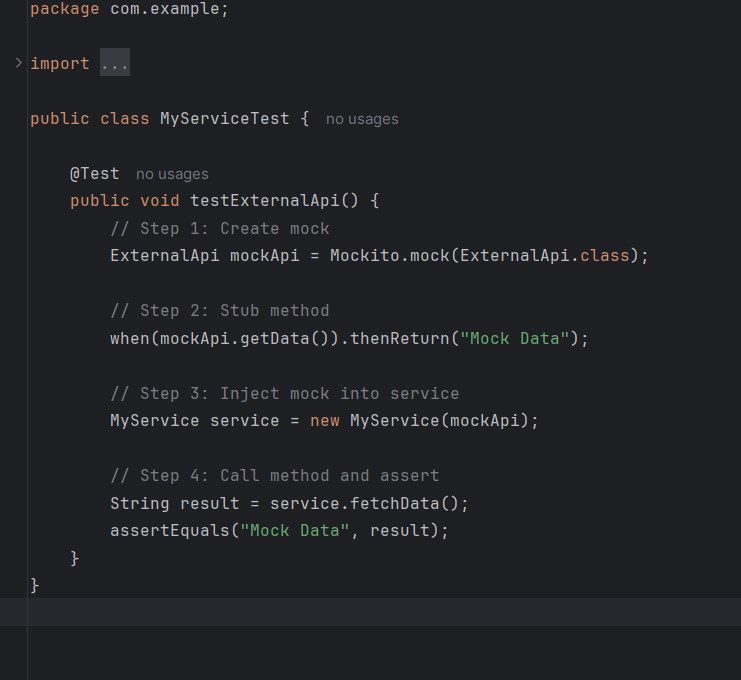 package com.example;
import ...
public class MyServiceTest { no usages
@Test no usages
public void testExternalApi() {
// Step 1: Create mock
ExternalApi mockApi = Mockito.mock(ExternalApi.class);
// Step 2: Stub method
when(mockApi.getData()).thenReturn("Mock Data");
// Step 3: Inject mock into service
MyService service = new MyService(mockApi);
// Step 4: Call method and assert
String result = service.fetchData();
assertEquals("Mock Data", result);
}
}